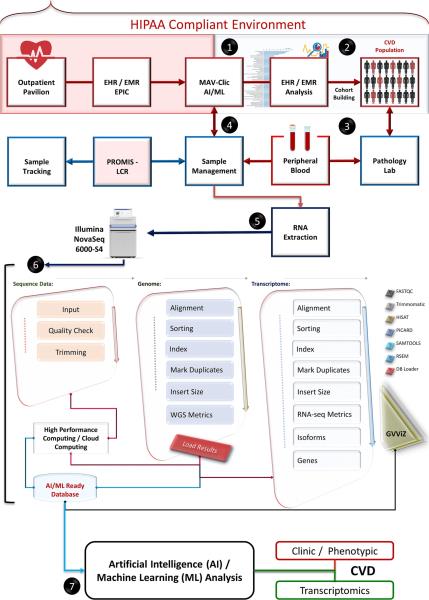 HIPAA Compliant Environment
1
2
CVD
Population
Outpatient
Pavilion
EHR / EMR
EPIC
MAV-Clic
AI/ML
EHR / EMR
Analysis
Cohort
Building
4
3
Sample
Tracking
PROMIS -
LCR
Sample
Management
Peripheral
Blood
Pathology
Lab
5
Illumina
NovaSeq
6000-S4
RNA
Extraction
6
Sequence Data:
Genome:
Transcriptome:
Input
Quality Check
Trimming
Alignment
Sorting
Index
Mark Duplicates
Insert Size
WGS Metrics
Load Results
Alignment
Sorting
Index
Mark Duplicates
Insert Size
RNA-seq Metrics
Isoforms
Genes
FASTQC
Trimmomatic
HISAT
PICARD
SAMTOOLS
RSEM
DB Loader
GVViZ
High Performance
Computing / Cloud
Computing
AI/ML Ready
Database
7
Artificial Intelligence (AI) /
Machine Learning (ML) Analysis
Clinic / Phenotypic
CVD
Transcriptomics